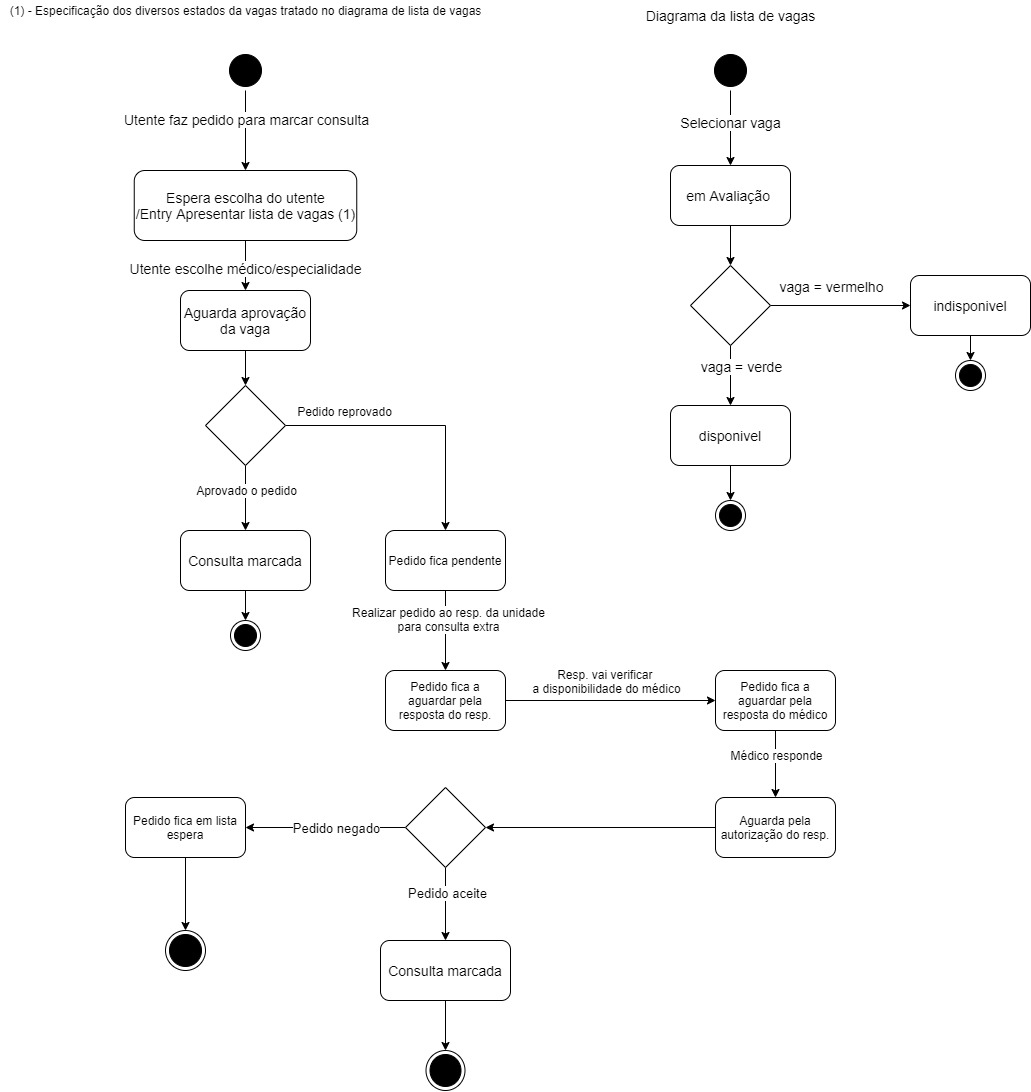 (1) - Especificação dos diversos estados da vagas tratado no diagrama de lista de vagas
Utente faz pedido para marcar consulta
Espera escolha do utente
/Entry Apresentar lista de vagas (1)
Utente escolhe médico/especialidade
Aguarda aprovação
da vaga
Pedido reprovado
Aprovado o pedido
Consulta marcada
Pedido fica pendente
Realizar pedido ao resp. da unidade
para consulta extra
Pedido fica a
aguardar pela
resposta do resp.
Resp. vai verificar
a disponibilidade do médico
Pedido fica a
aguardar pela
resposta do médico
Médico responde
Aguarda pela
autorização do resp.
Pedido negado
Pedido fica em lista
espera
Pedido aceite
Consulta marcada
Diagrama da lista de vagas
Selecionar vaga
em Avaliação
vaga = vermelho
indisponivel
vaga = verde
disponivel